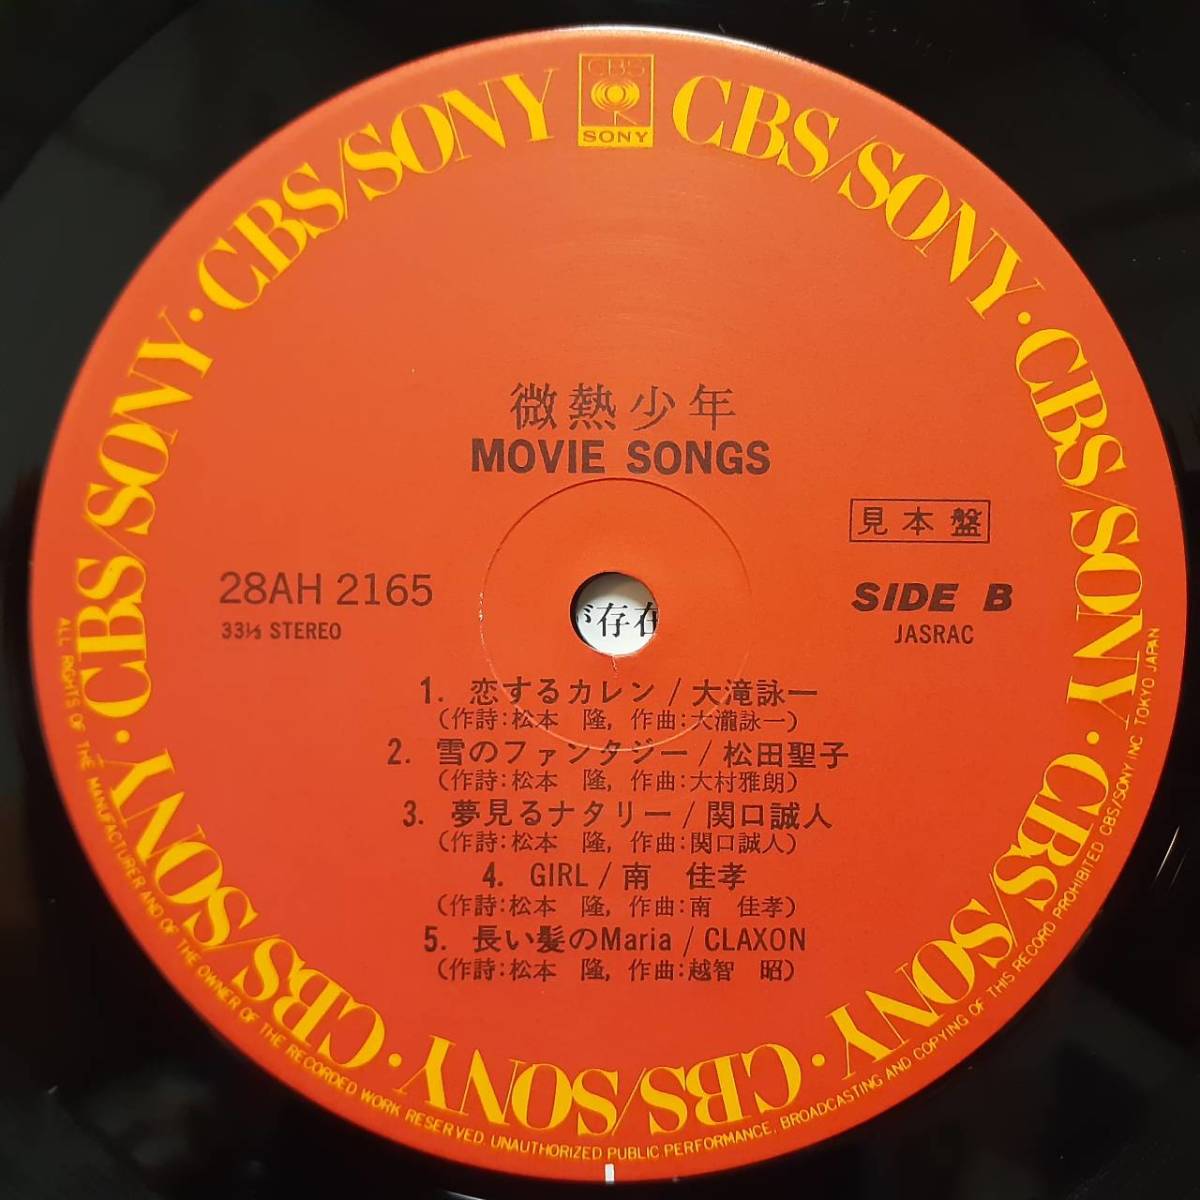 CBS
SONY
CBS/SONY · CBS/SONY · CBS/SONY · CBS/SONY · CBS/SONY · CBS/SONY · CBS/SONY · CBS/SONY · CBS/SONY
微熱少年
MOVIE SONGS
見本盤
28AH 2165
33⅓ STEREO
SIDE B
JASRAC
が存在
1. 恋するカレン / 大滝詠一
(作詩:松本 隆, 作曲:大瀧詠一)
2. 雪のファンタジー / 松田聖子
(作詩:松本 隆, 作曲:大村雅朗)
3. 夢見るナタリー / 関口誠人
(作詩:松本 隆, 作曲:関口誠人)
4. GIRL / 南 佳孝
(作詩:松本 隆, 作曲:南 佳孝)
5. 長い髪のMaria / CLAXON
(作詩:松本 隆, 作曲:越智 昭)
ALL RIGHTS OF THE MANUFACTURER AND OF THE OWNER OF THE RECORDED WORK RESERVED. UNAUTHORIZED PUBLIC PERFORMANCE, BROADCASTING AND COPYING OF THIS RECORD PROHIBITED CBS/SONY INC. TOKYO JAPAN